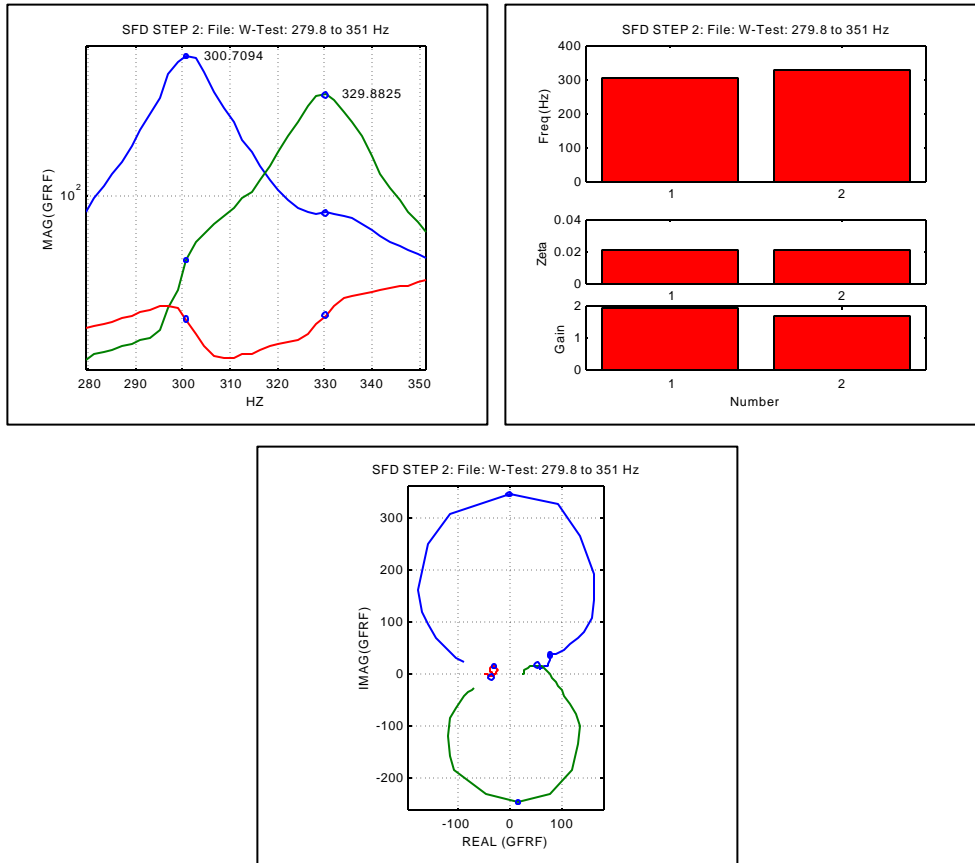 SFD STEP 2: File: W-Test: 279.8 to 351 Hz
300.7094
329.8825
10^2
MAG(GFRF)
280 290 300 310 320 330 340 350
HZ
SFD STEP 2: File: W-Test: 279.8 to 351 Hz
400
300
200
100
0
Freq(Hz)
1 2
0.04
0.02
0
Zeta
1 2
2
1
0
Gain
1 2
Number
SFD STEP 2: File: W-Test: 279.8 to 351 Hz
300
200
100
0
-100
-200
IMAG(GFRF)
-100 0 100
REAL (GFRF)